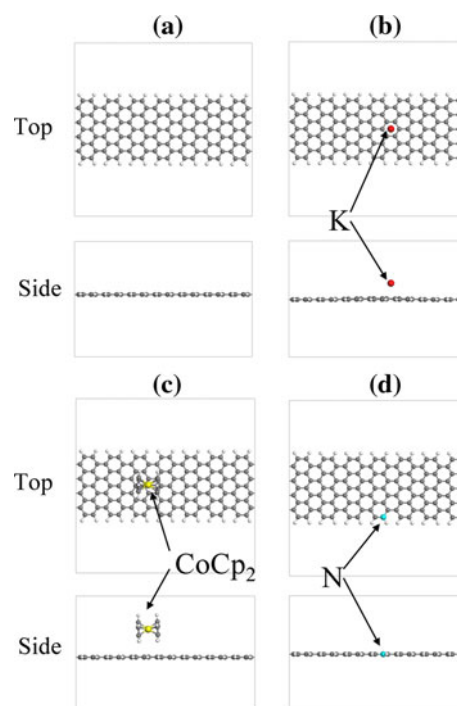 (a) (b)
Top
K
Side
(c) (d)
Top
CoCp₂ N
Side